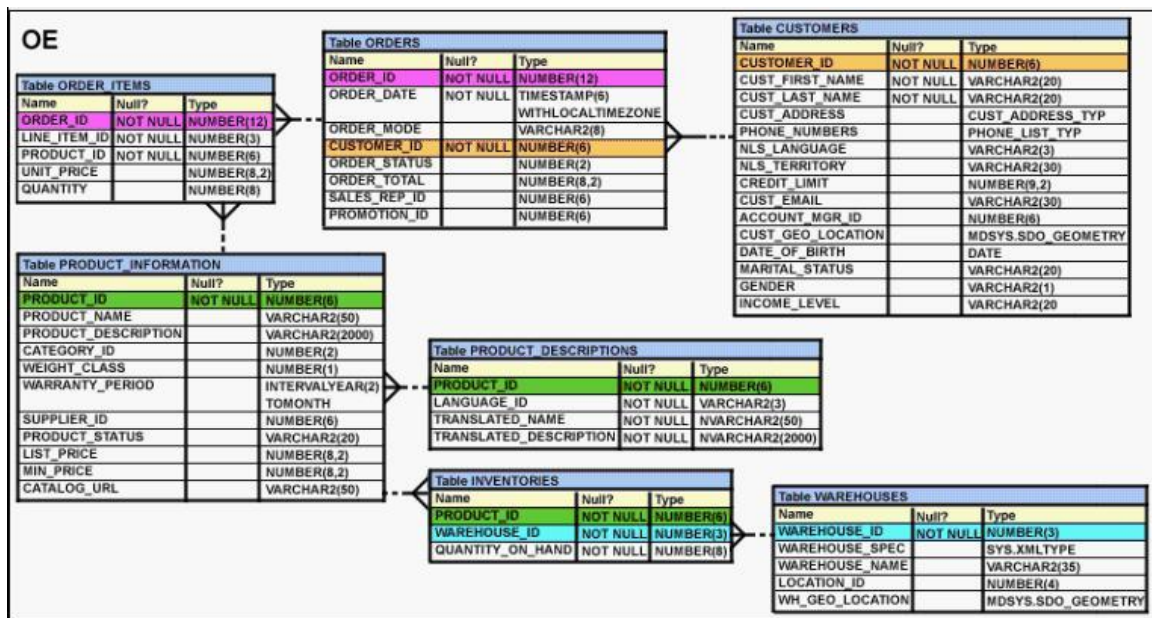 OE
Table ORDER_ITEMS
Name Null? Type
ORDER_ID NOT NULL NUMBER(12)
LINE_ITEM_ID NOT NULL NUMBER(3)
PRODUCT_ID NOT NULL NUMBER(6)
UNIT_PRICE NUMBER(8,2)
QUANTITY NUMBER(8)
Table ORDERS
Name Null? Type
ORDER_ID NOT NULL NUMBER(12)
ORDER_DATE NOT NULL TIMESTAMP(6)
WITHLOCALTIMEZONE
ORDER_MODE VARCHAR2(8)
CUSTOMER_ID NOT NULL NUMBER(6)
ORDER_STATUS NUMBER(2)
ORDER_TOTAL NUMBER(8,2)
SALES_REP_ID NUMBER(6)
PROMOTION_ID NUMBER(6)
Table CUSTOMERS
Name Null? Type
CUSTOMER_ID NOT NULL NUMBER(6)
CUST_FIRST_NAME NOT NULL VARCHAR2(20)
CUST_LAST_NAME NOT NULL VARCHAR2(20)
CUST_ADDRESS CUST_ADDRESS_TYP
PHONE_NUMBERS PHONE_LIST_TYP
NLS_LANGUAGE VARCHAR2(3)
NLS_TERRITORY VARCHAR2(30)
CREDIT_LIMIT NUMBER(9,2)
CUST_EMAIL VARCHAR2(30)
ACCOUNT_MGR_ID NUMBER(6)
CUST_GEO_LOCATION MDSYS.SDO_GEOMETRY
DATE_OF_BIRTH DATE
MARITAL_STATUS VARCHAR2(20)
GENDER VARCHAR2(1)
INCOME_LEVEL VARCHAR2(20
Table PRODUCT_INFORMATION
Name Null? Type
PRODUCT_ID NOT NULL NUMBER(6)
PRODUCT_NAME VARCHAR2(50)
PRODUCT_DESCRIPTION VARCHAR2(2000)
CATEGORY_ID NUMBER(2)
WEIGHT_CLASS NUMBER(1)
WARRANTY_PERIOD INTERVALYEAR(2)
TOMONTH
SUPPLIER_ID NUMBER(6)
PRODUCT_STATUS VARCHAR2(20)
LIST_PRICE NUMBER(8,2)
MIN_PRICE NUMBER(8,2)
CATALOG_URL VARCHAR2(50)
Table PRODUCT_DESCRIPTIONS
Name Null? Type
PRODUCT_ID NOT NULL NUMBER(6)
LANGUAGE_ID NOT NULL VARCHAR2(3)
TRANSLATED_NAME NOT NULL NVARCHAR2(50)
TRANSLATED_DESCRIPTION NOT NULL NVARCHAR2(2000)
Table INVENTORIES
Name Null? Type
PRODUCT_ID NOT NULL NUMBER(6)
WAREHOUSE_ID NOT NULL NUMBER(3)
QUANTITY_ON_HAND NOT NULL NUMBER(8)
Table WAREHOUSES
Name Null? Type
WAREHOUSE_ID NOT NULL NUMBER(3)
WAREHOUSE_SPEC SYS.XMLTYPE
WAREHOUSE_NAME VARCHAR2(35)
LOCATION_ID NUMBER(4)
WH_GEO_LOCATION MDSYS.SDO_GEOMETRY